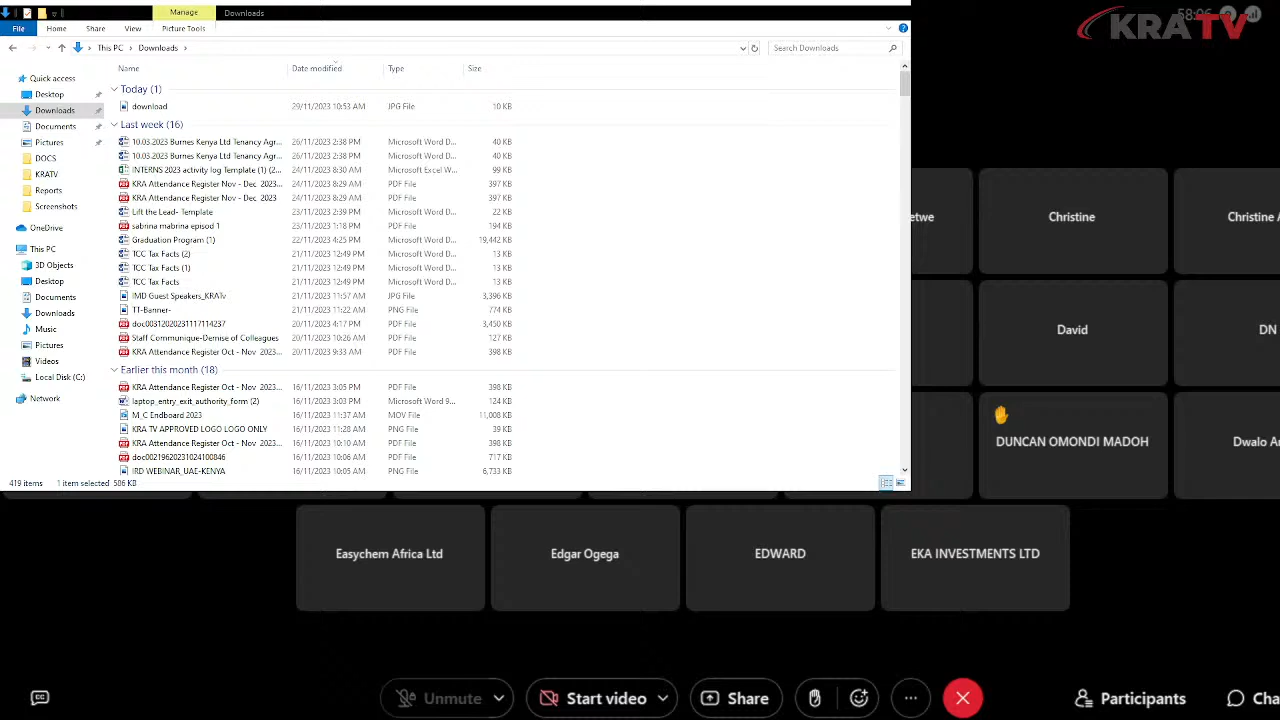 Manage
Downloads
58:06
KRATV
File
Home
Share
View
Picture Tools
This PC
Downloads
Search Downloads
Name
Date modified
Type
Size
Quick access
Desktop
Downloads
Documents
Pictures
DOCS
KRATV
Reports
Screenshots
OneDrive
This PC
3D Objects
Desktop
Documents
Downloads
Music
Pictures
Videos
Local Disk (C:)
Network
Today (1)
download 29/11/2023 10:53 AM JPG File 10 KB
Last week (16)
10.03.2023 Burnes Kenya Ltd Tenancy Agr... 26/11/2023 2:38 PM Microsoft Word D... 40 KB
10.03.2023 Burnes Kenya Ltd Tenancy Agr... 26/11/2023 2:38 PM Microsoft Word D... 40 KB
INTERNS 2023 activity log Template (1) (2... 24/11/2023 8:30 AM Microsoft Excel W... 99 KB
KRA Attendance Register Nov - Dec 2023... 24/11/2023 8:29 AM PDF File 397 KB
KRA Attendance Register Nov - Dec 2023 24/11/2023 8:29 AM PDF File 397 KB
Lift the Lead- Template 23/11/2023 2:39 PM Microsoft Word D... 22 KB
sabrina mabrina episod 1 23/11/2023 1:18 PM PDF File 194 KB
Graduation Program (1) 22/11/2023 4:25 PM Microsoft Word D... 19,442 KB
TCC Tax Facts (2) 21/11/2023 12:49 PM Microsoft Word D... 13 KB
TCC Tax Facts (1) 21/11/2023 12:49 PM Microsoft Word D... 13 KB
TCC Tax Facts 21/11/2023 12:49 PM Microsoft Word D... 13 KB
IMD Guest Speakers_KRATv 21/11/2023 11:57 AM JPG File 3,396 KB
TT-Banner- 21/11/2023 11:22 AM PNG File 774 KB
doc00312020231117114237 20/11/2023 4:17 PM PDF File 3,450 KB
Staff Communique-Demise of Colleagues 20/11/2023 10:26 AM PDF File 127 KB
KRA Attendance Register Oct - Nov 2023... 20/11/2023 9:33 AM PDF File 398 KB
Earlier this month (18)
KRA Attendance Register Oct - Nov 2023... 16/11/2023 3:05 PM PDF File 398 KB
laptop_entry_exit_authority_form (2) 16/11/2023 3:03 PM Microsoft Word 9... 124 KB
M_C Endboard 2023 16/11/2023 11:37 AM MOV File 11,008 KB
KRA TV APPROVED LOGO LOGO ONLY 16/11/2023 11:28 AM PNG File 39 KB
KRA Attendance Register Oct - Nov 2023... 16/11/2023 10:10 AM PDF File 398 KB
doc00219620231024100846 16/11/2023 10:06 AM PDF File 717 KB
IRD WEBINAR_UAE-KENYA 16/11/2023 10:05 AM PNG File 6,733 KB
419 items
1 item selected 586 KB
etwe
Christine
Christine
David
DN
DUNCAN OMONDI MADOH
Dwalo
Easychem Africa Ltd
Edgar Ogega
EDWARD
EKA INVESTMENTS LTD
CC
Unmute
Start video
Share
Participants
Cha